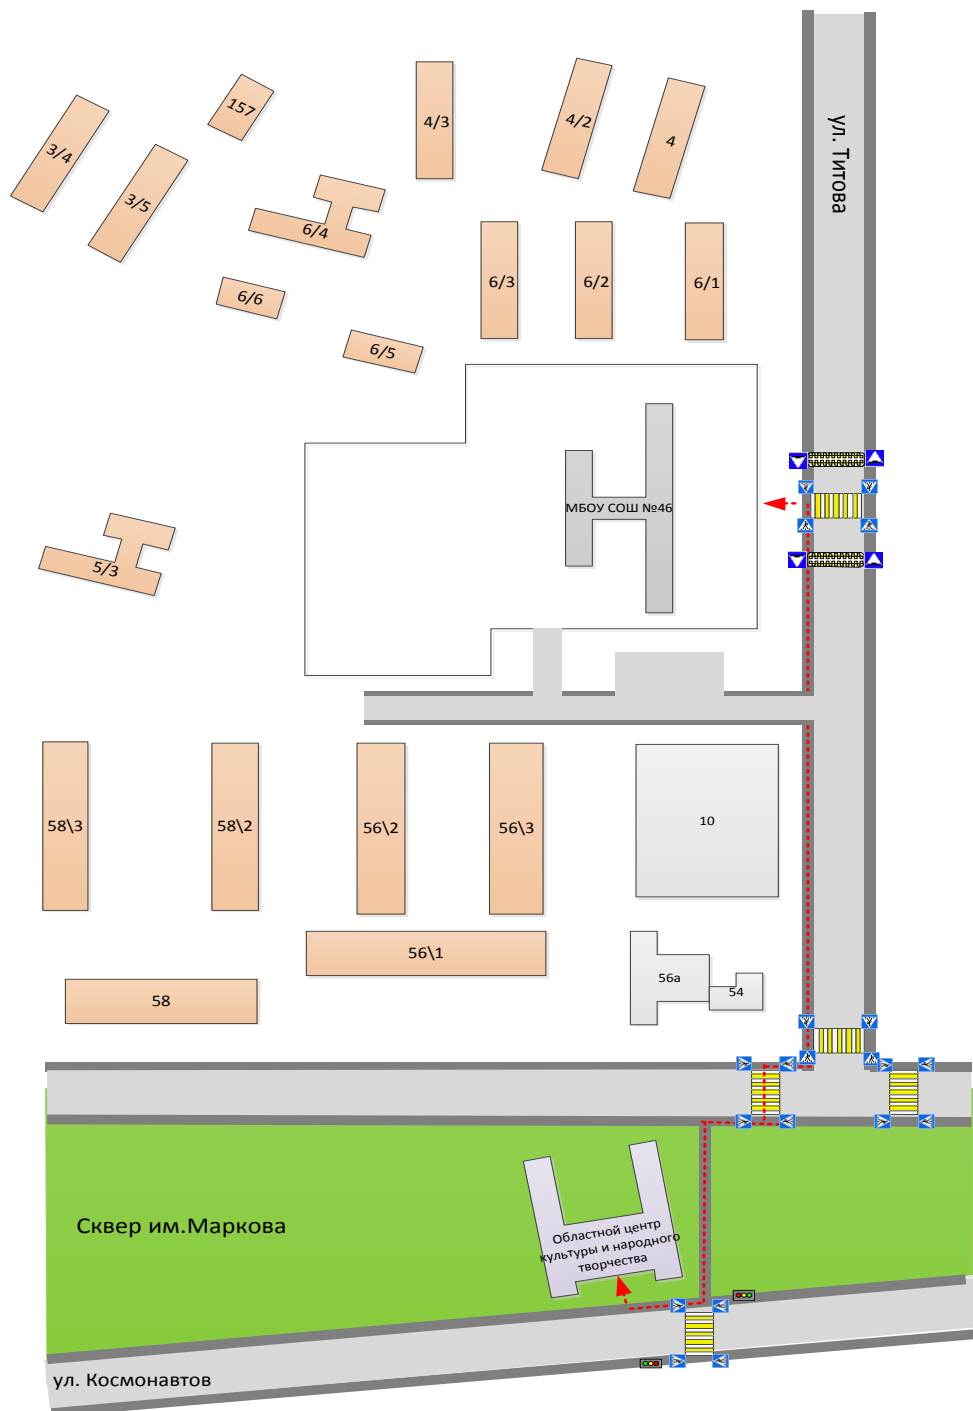 157
4/3
4/2
4
3/4
3/5
6/4
ул. Титова
6/6
6/3
6/2
6/1
6/5
МБОУ СОШ №46
5/3
58\3
58\2
56\2
56\3
10
56\1
56а
54
58
Сквер им.Маркова
Областной центр
культуры и народного
творчества
ул. Космонавтов